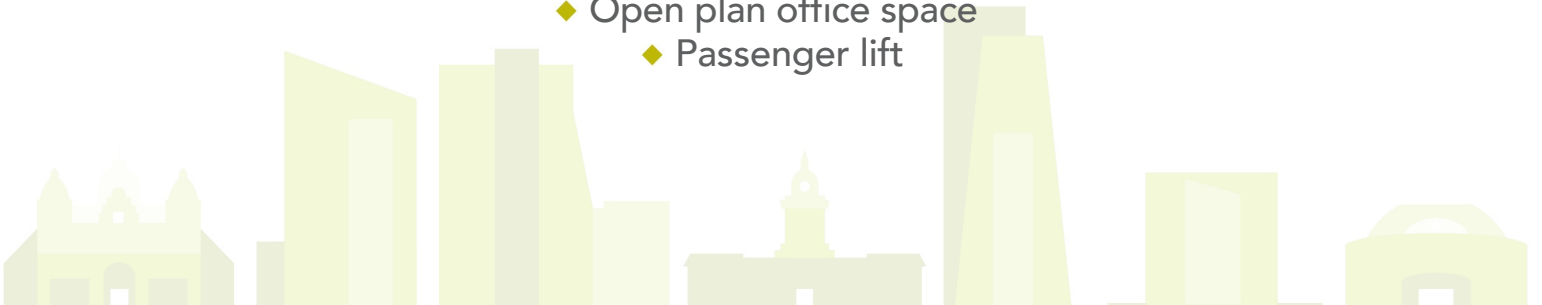 ◆ Open plan office space
◆ Passenger lift